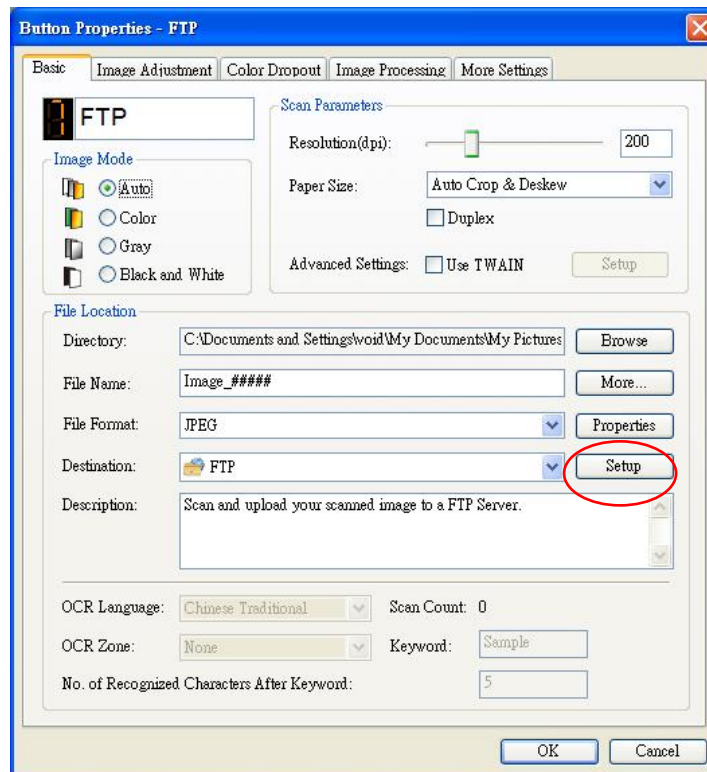 Button Properties - FTP
Basic Image Adjustment Color Dropout Image Processing More Settings
FTP
Image Mode
Auto
Color
Gray
Black and White
Scan Parameters
Resolution(dpi): 200
Paper Size: Auto Crop & Deskew
Duplex
Advanced Settings: Use TWAIN Setup
File Location
Directory: C:\Documents and Settings\void\My Documents\My Pictures Browse
File Name: Image_##### More...
File Format: JPEG Properties
Destination: FTP Setup
Description: Scan and upload your scanned image to a FTP Server.
OCR Language: Chinese Traditional Scan Count: 0
OCR Zone: None Keyword: Sample
No. of Recognized Characters After Keyword: 5
OK Cancel